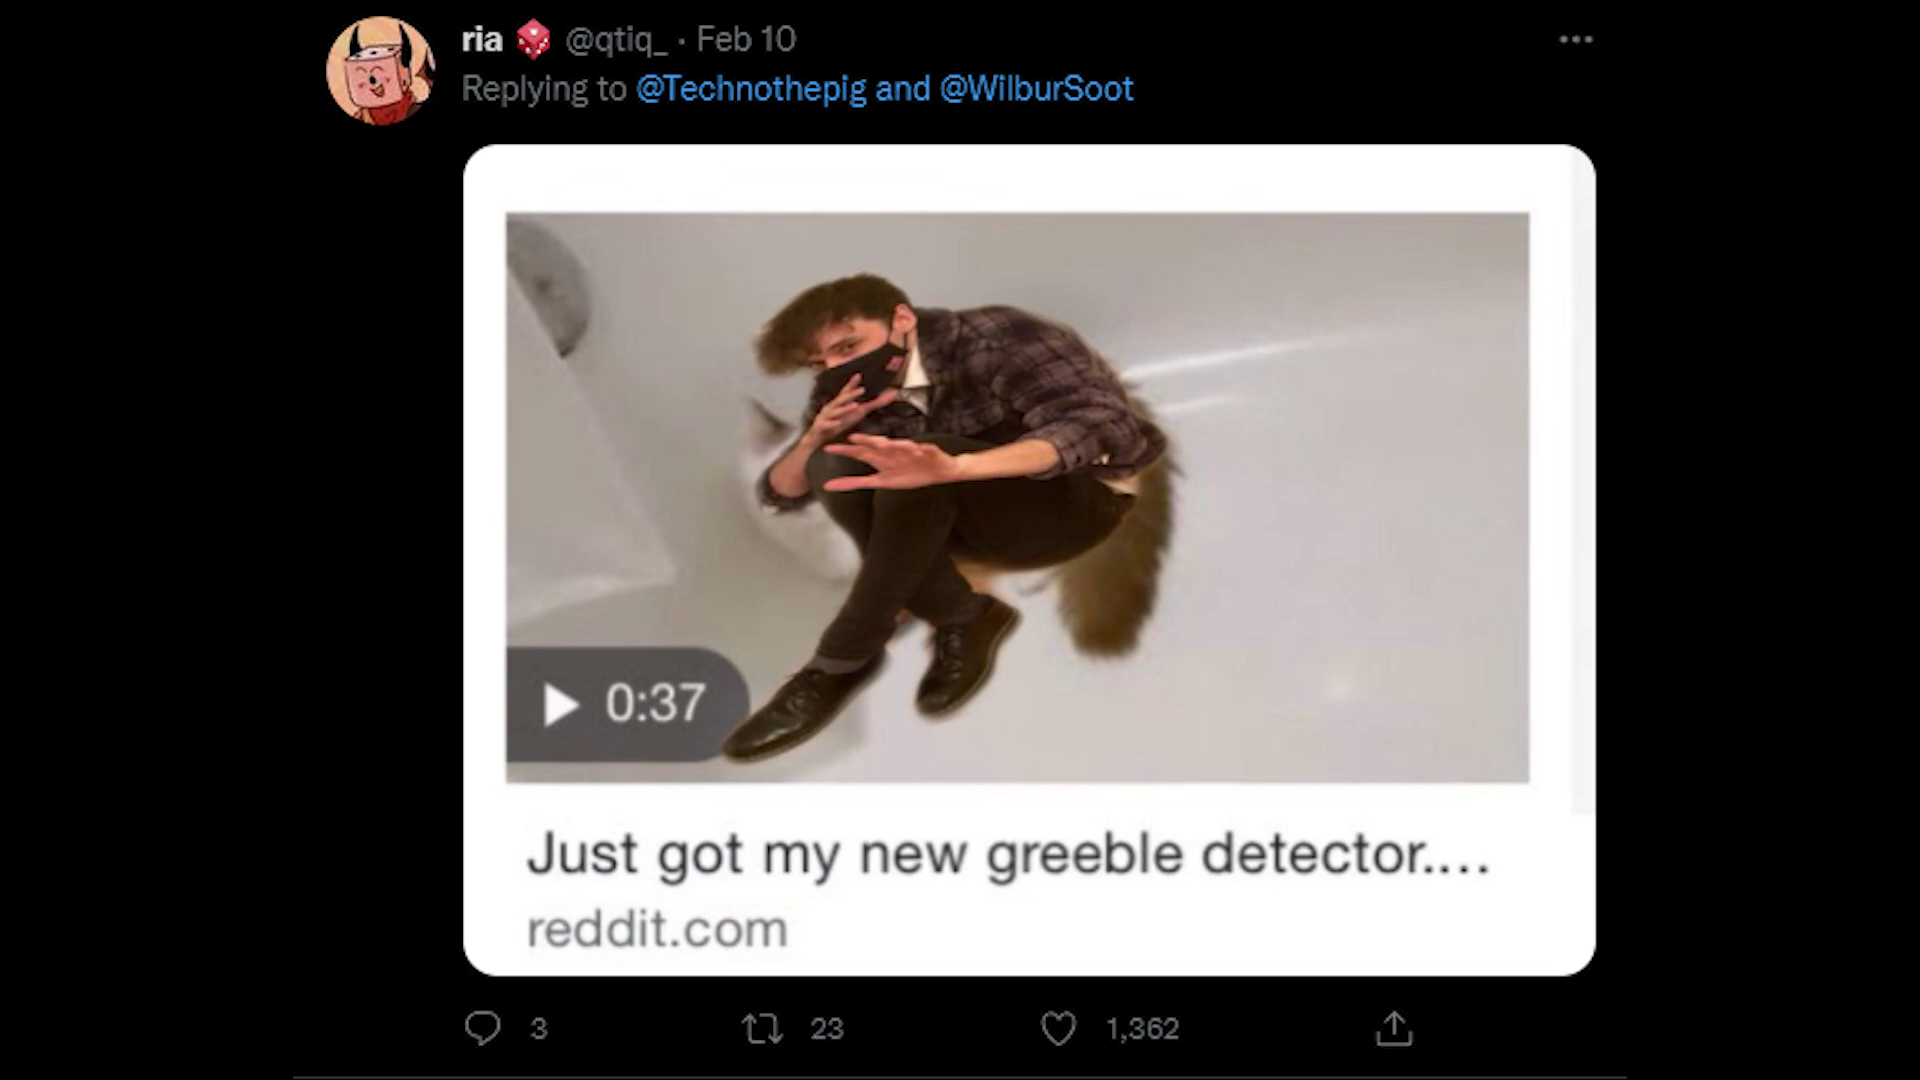 ria @qtiq_ · Feb 10
Replying to @Technothepig and @WilburSoot
0:37
Just got my new greeble detector....
reddit.com
3 23 1,362